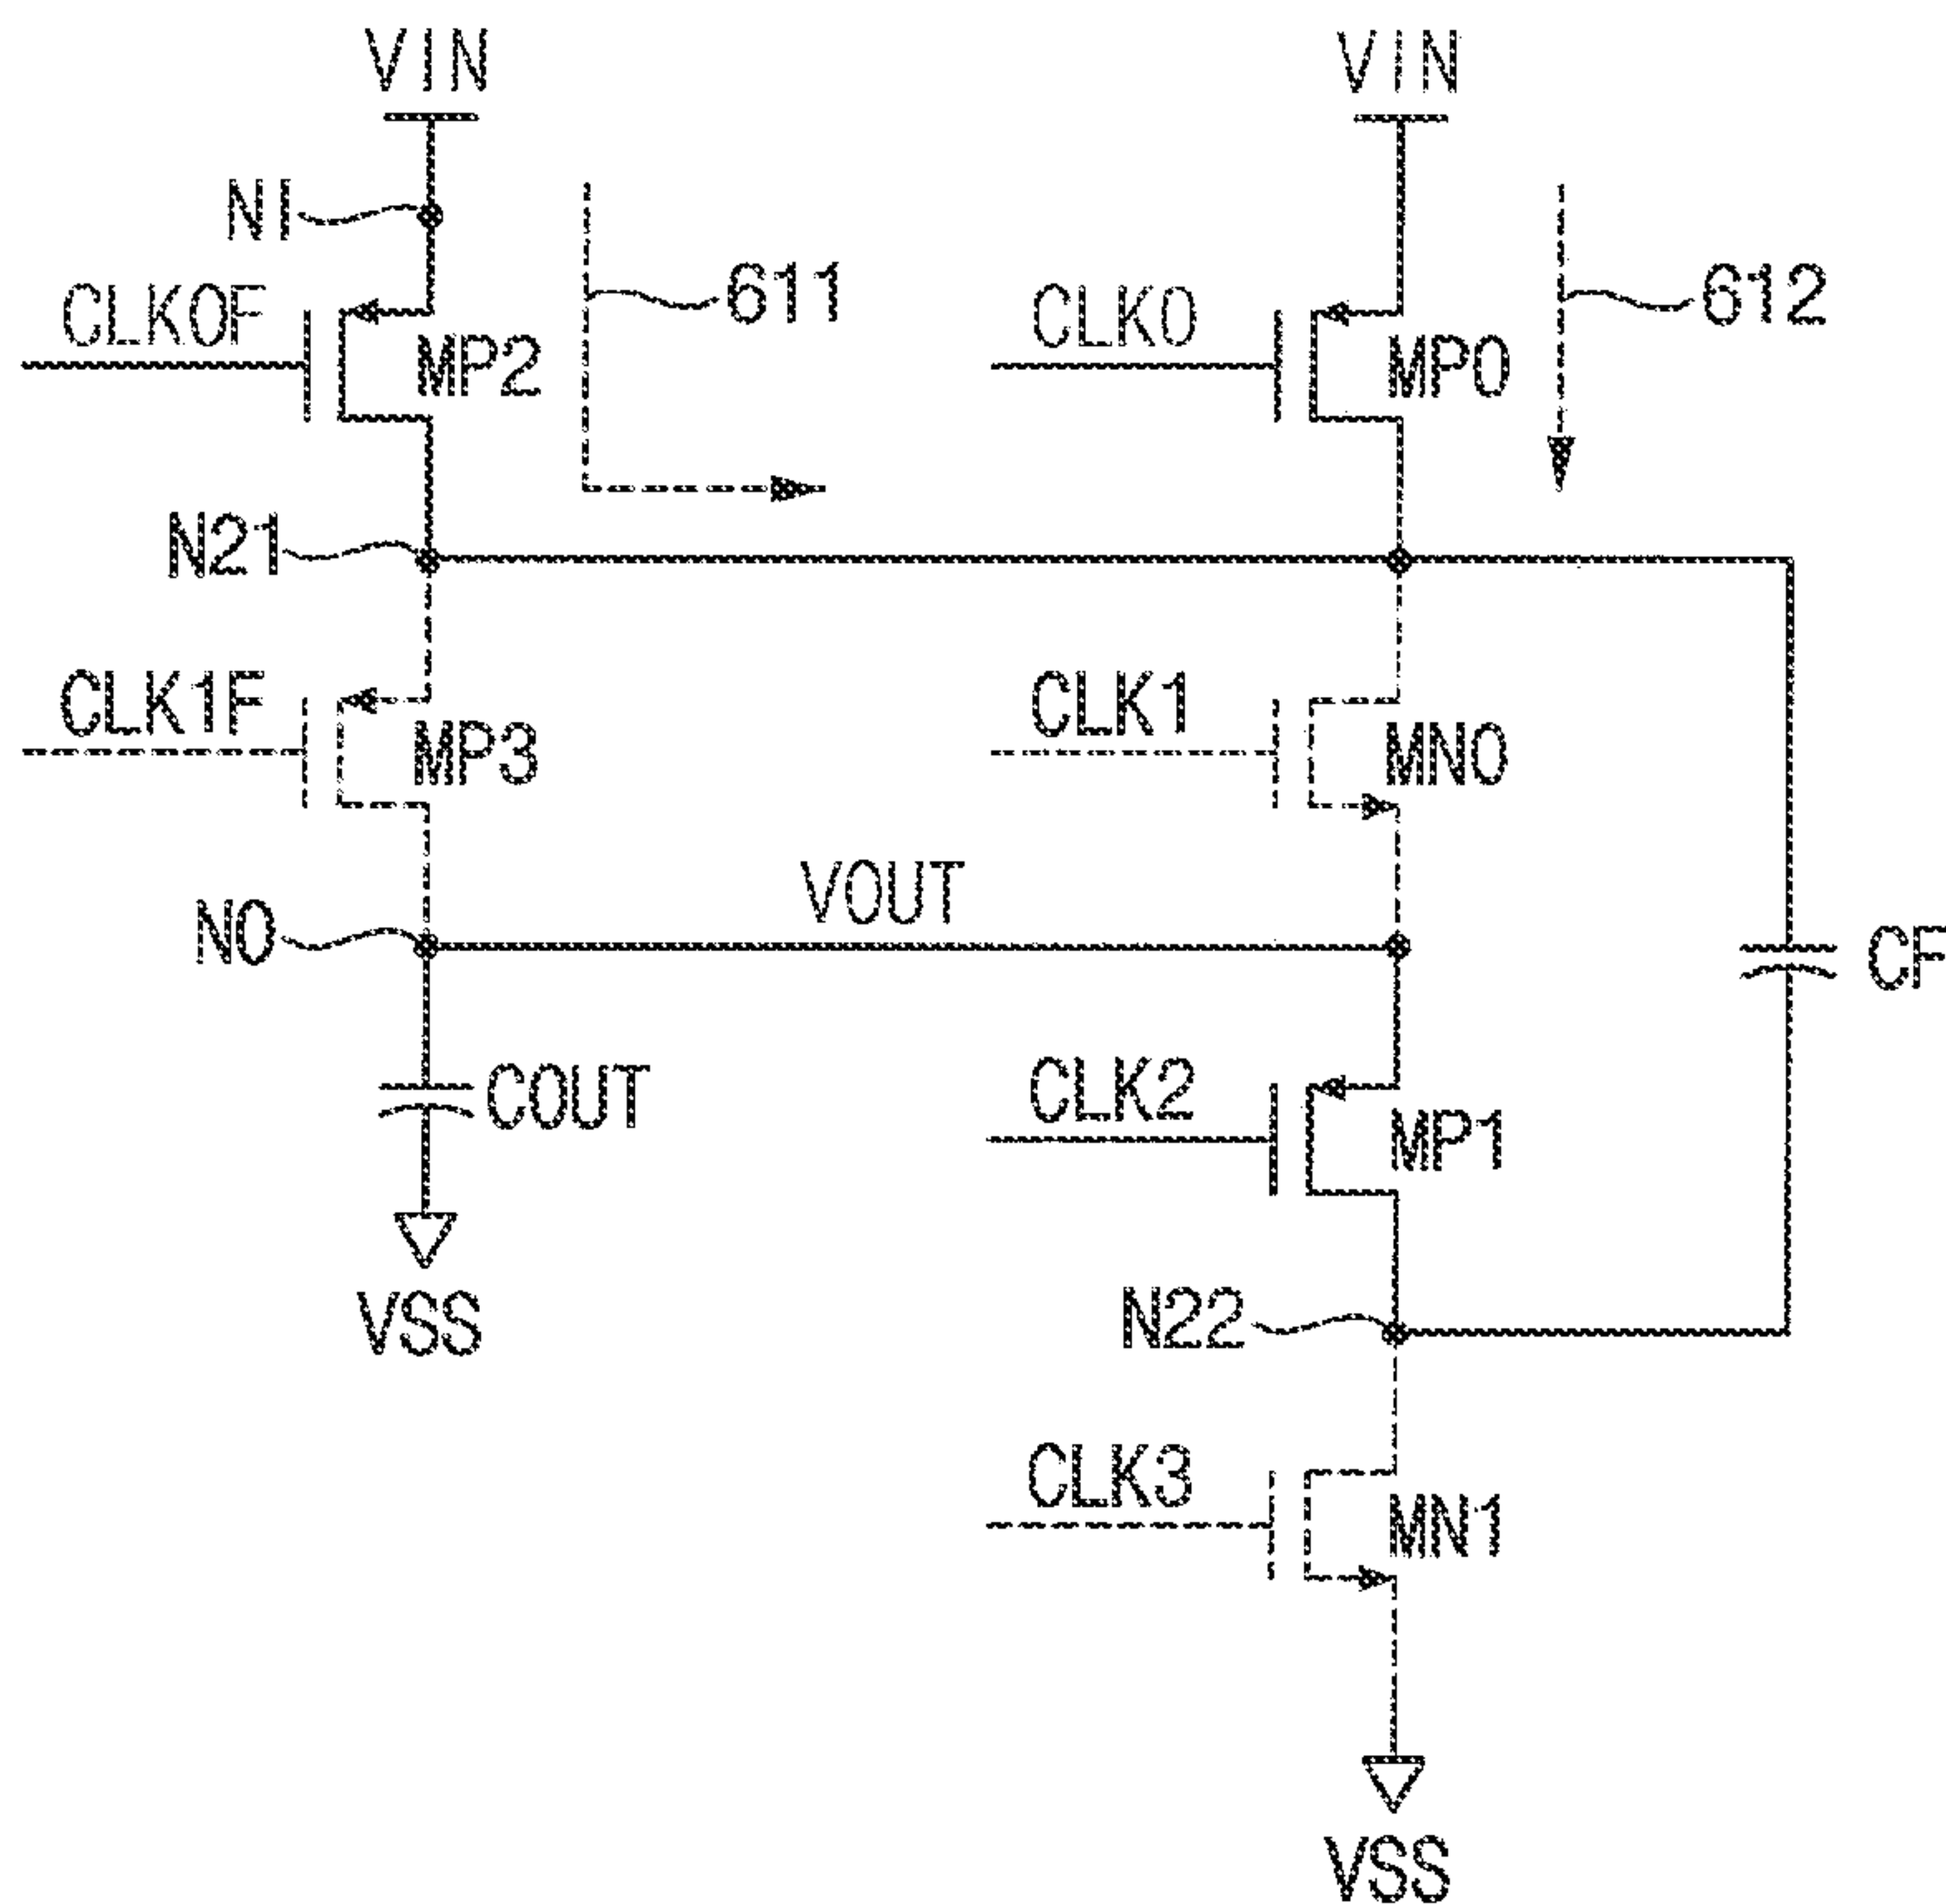 VIN VIN
NI
611 612
CLK0F MP2 CLK0 MP0
N21
CLK1F MP3 CLK1 MN0
VOUT
NO CF
COUT CLK2 MP1
VSS N22
CLK3 MN1
VSS